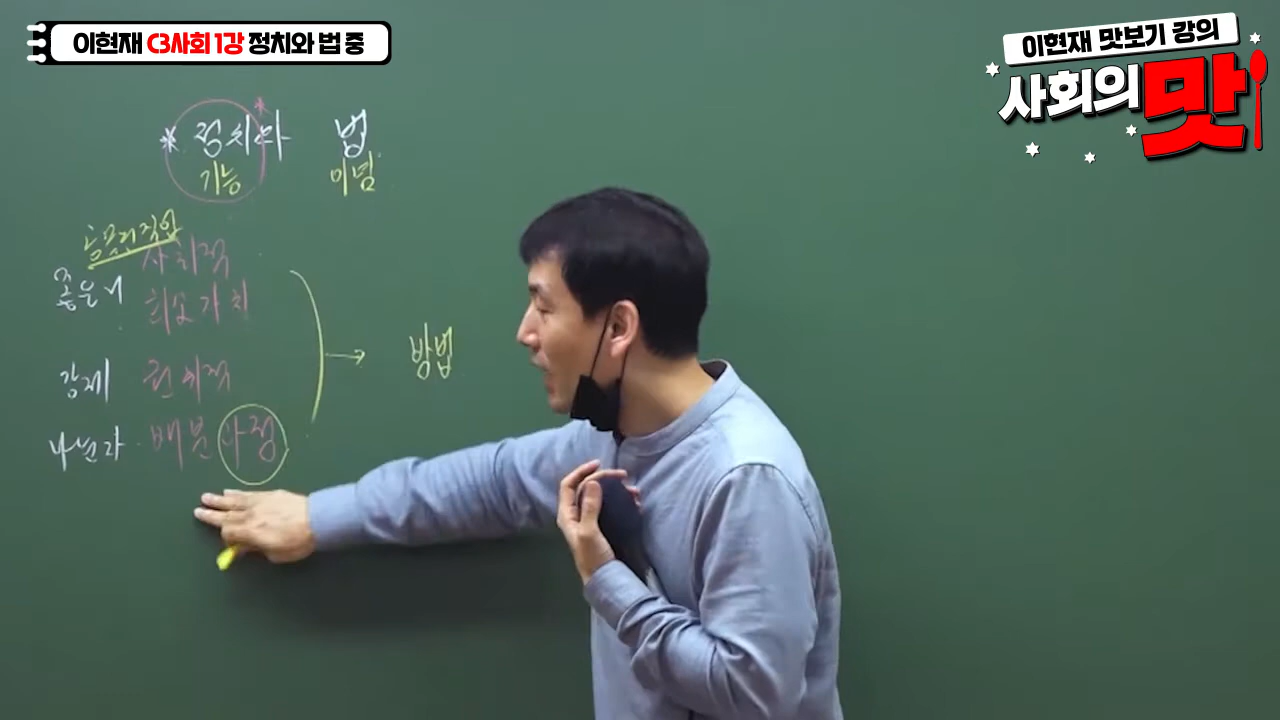 이현재 C3사회 1강 정치와 법 중
이현재 맛보기 강의
사회의 맛
* 정치와 법
기능 이념
사회적
좋은거 희소가치
강제 권위적
나눈다 배분 과정
방법